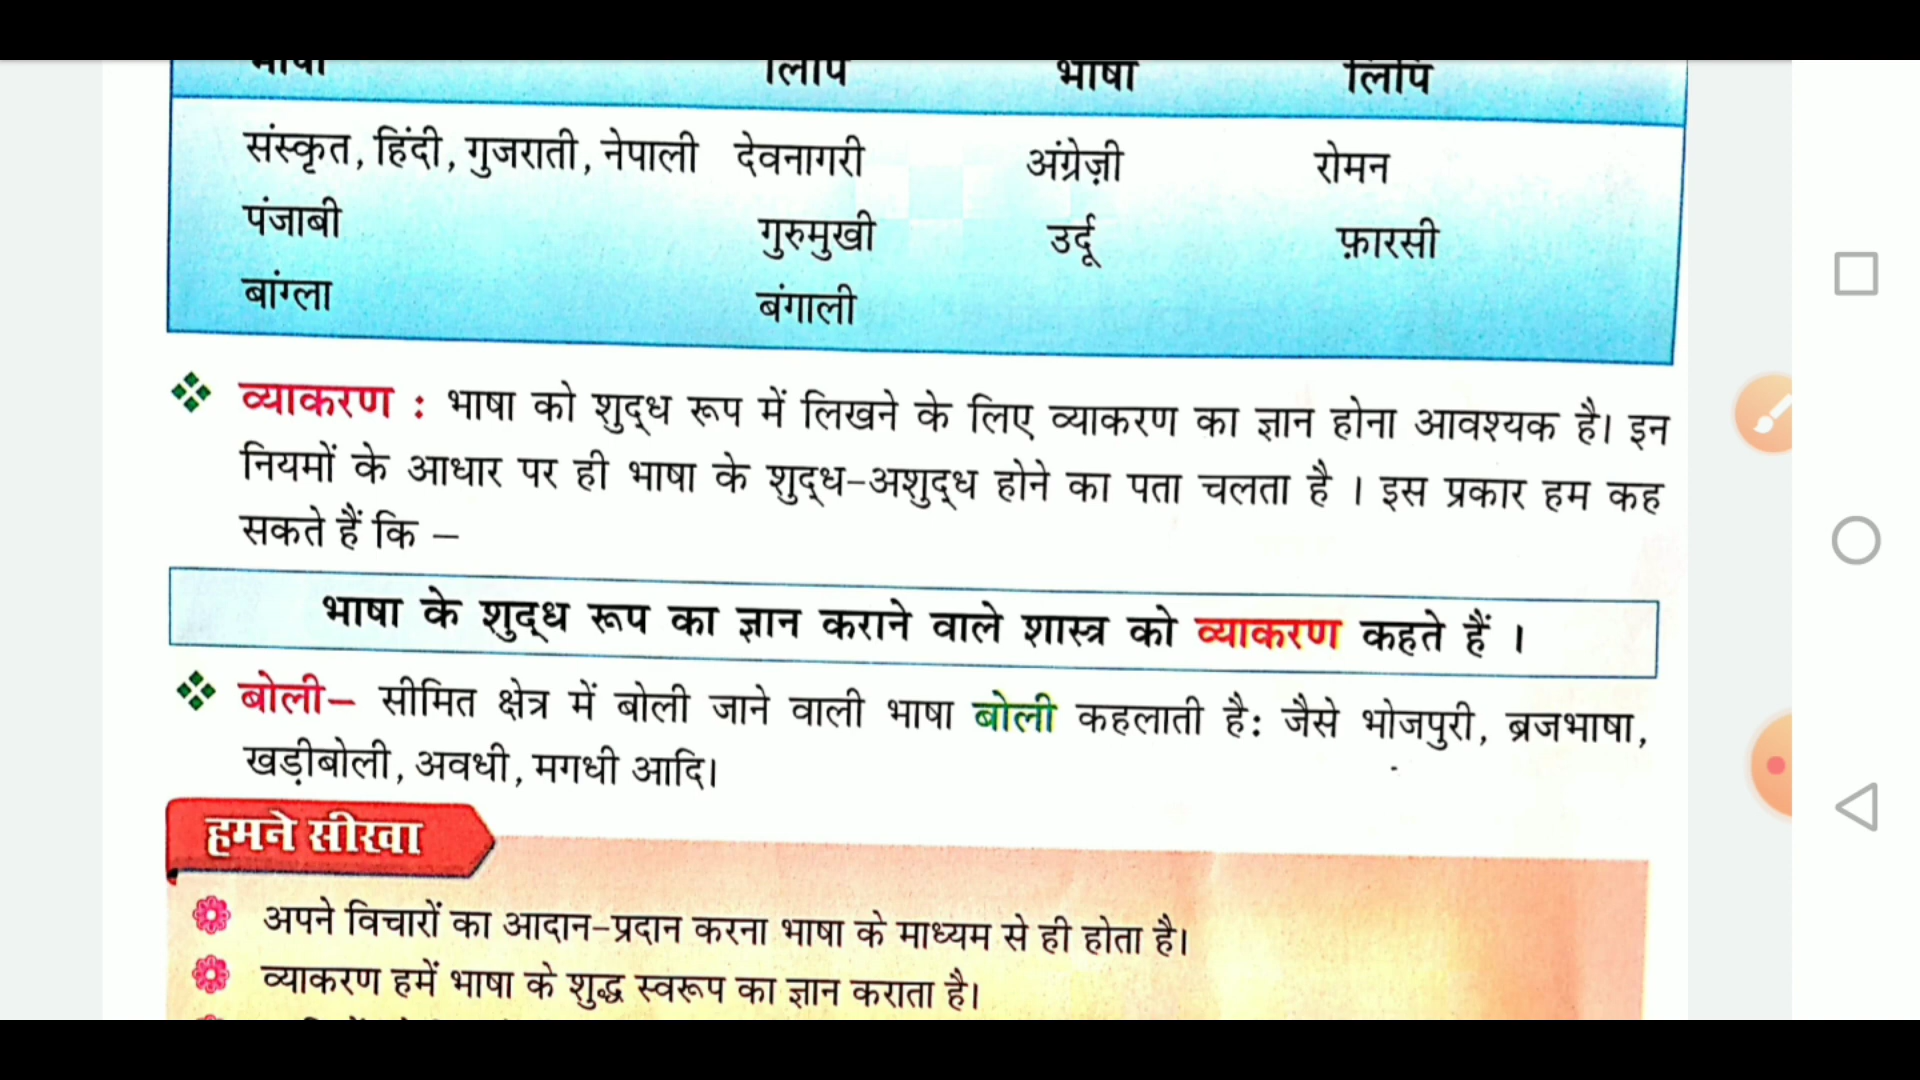 भाषा लिपि भाषा लिपि
संस्कृत, हिंदी, गुजराती, नेपाली देवनागरी अंग्रेज़ी रोमन
पंजाबी गुरुमुखी उर्दू फ़ारसी
बांग्ला बंगाली
व्याकरण : भाषा को शुद्ध रूप में लिखने के लिए व्याकरण का ज्ञान होना आवश्यक है। इन
नियमों के आधार पर ही भाषा के शुद्ध-अशुद्ध होने का पता चलता है । इस प्रकार हम कह
सकते हैं कि –
भाषा के शुद्ध रूप का ज्ञान कराने वाले शास्त्र को व्याकरण कहते हैं ।
बोली– सीमित क्षेत्र में बोली जाने वाली भाषा बोली कहलाती है: जैसे भोजपुरी, ब्रजभाषा,
खड़ीबोली, अवधी, मगधी आदि।
हमने सीखा
अपने विचारों का आदान-प्रदान करना भाषा के माध्यम से ही होता है।
व्याकरण हमें भाषा के शुद्ध स्वरूप का ज्ञान कराता है।